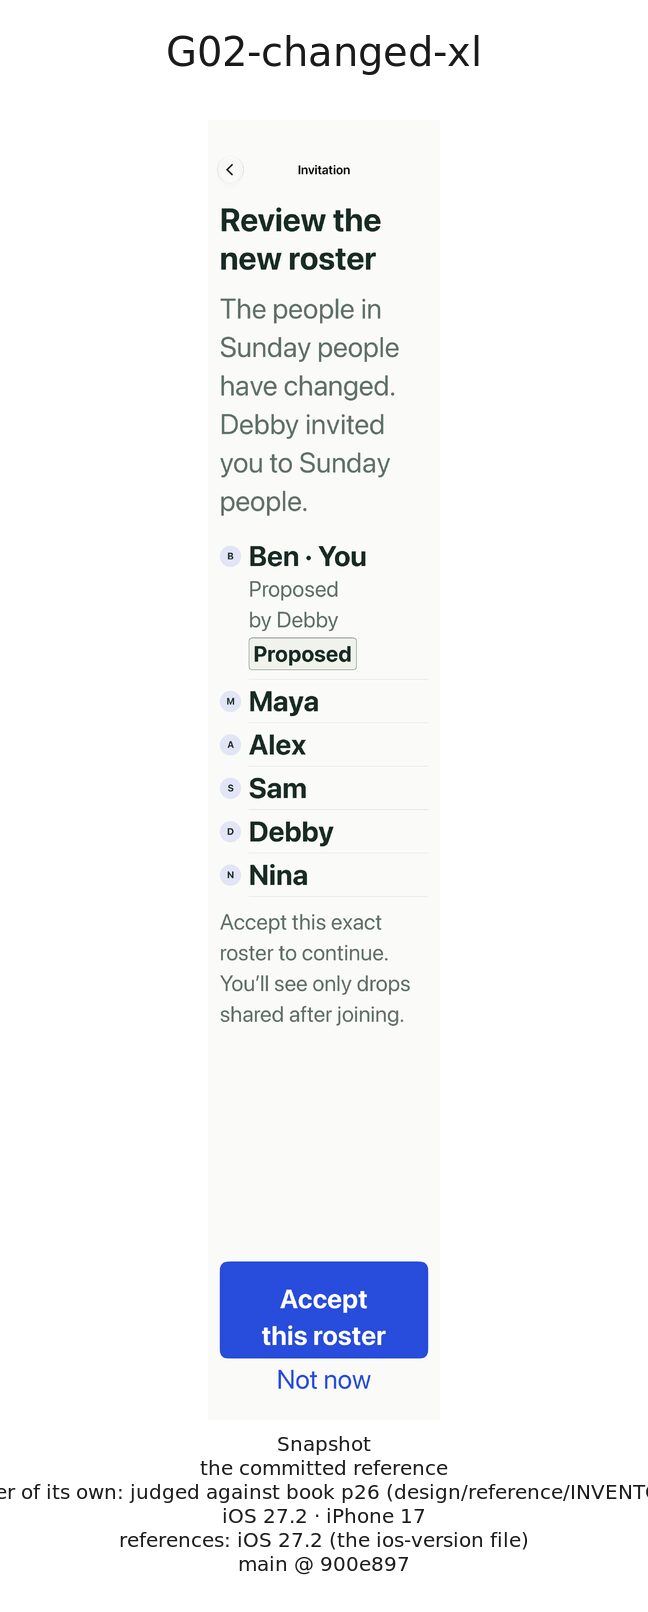 G02-changed-xl
Invitation
Review the
new roster
The people in
Sunday people
have changed.
Debby invited
you to Sunday
people.
B
Ben · You
Proposed
by Debby
Proposed
M
Maya
A
Alex
S
Sam
D
Debby
N
Nina
Accept this exact
roster to continue.
You’ll see only drops
shared after joining.
Accept
this roster
Not now
Snapshot
the committed reference
of its own: judged against book p26 (design/reference/
iOS 27.2 · iPhone 17
references: iOS 27.2 (the ios-version file)
main @ 900e897